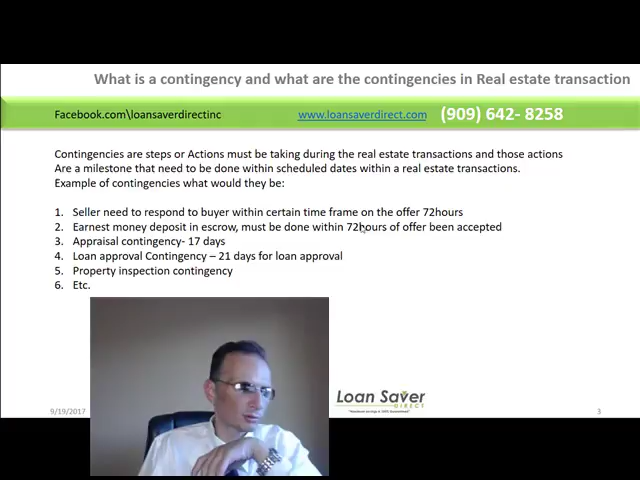 What is a contingency and what are the contingencies in Real estate transaction
Facebook.com\loansaverdirectinc www.loansaverdirect.com (909) 642- 8258
Contingencies are steps or Actions must be taking during the real estate transactions and those actions
Are a milestone that need to be done within scheduled dates within a real estate transactions.
Example of contingencies what would they be:
1. Seller need to respond to buyer within certain time frame on the offer 72hours
2. Earnest money deposit in escrow, must be done within 72hours of offer been accepted
3. Appraisal contingency- 17 days
4. Loan approval Contingency – 21 days for loan approval
5. Property inspection contingency
6. Etc.
Loan Saver
DIRECT
9/19/2017
3